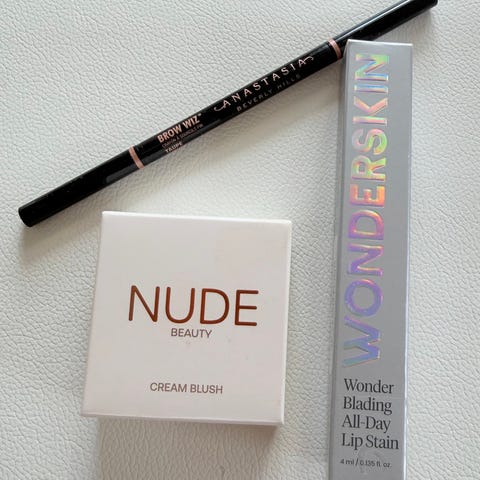 ANASTASIA
BEVERLY HILLS
BROW WIZ™
TAUPE
WONDERSKIN
Wonder
Blading
All-Day
Lip Stain
4 ml / 0.135 fl. oz.
NUDE
BEAUTY
CREAM BLUSH